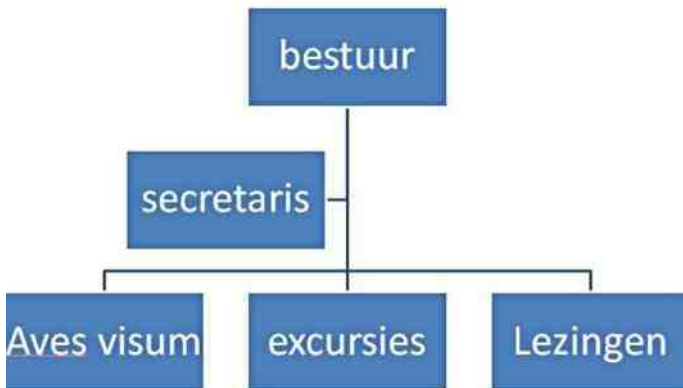 bestuur
secretaris
Aves visum
excursies
Lezingen